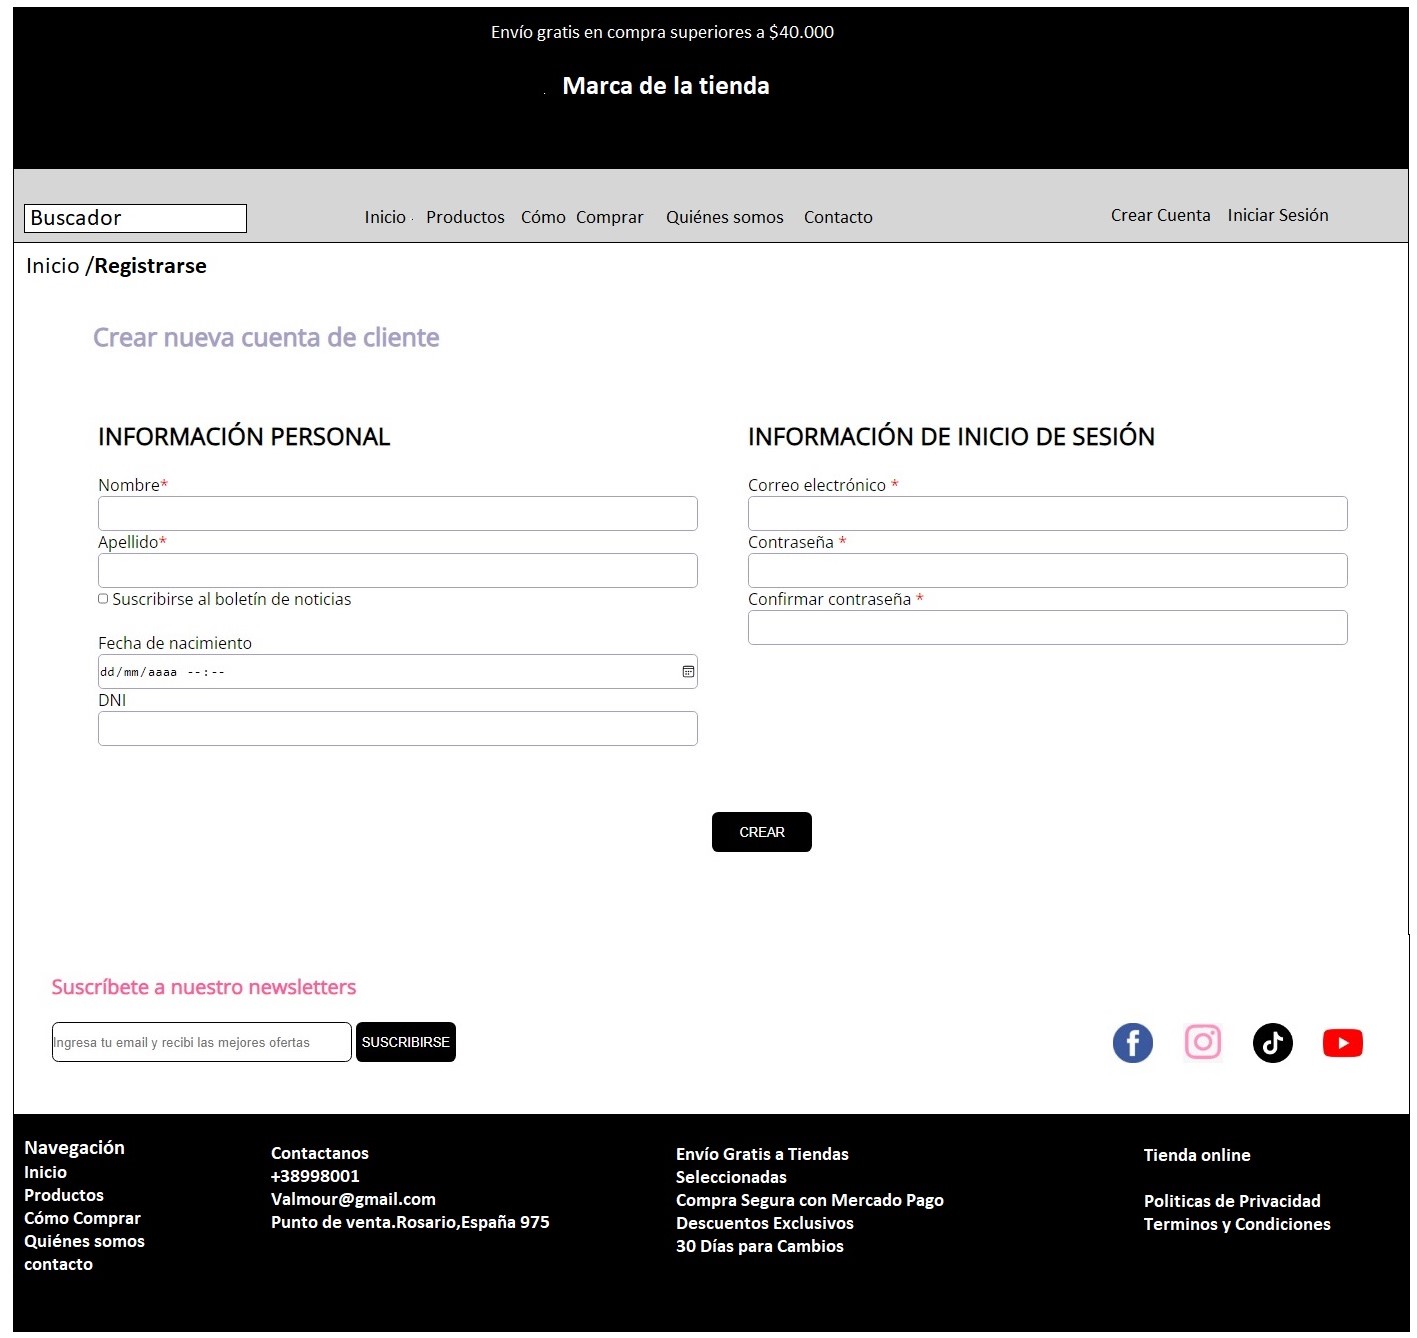 Envío gratis en compra superiores a $40.000
Marca de la tienda
Buscador
Inicio Productos Cómo Comprar Quiénes somos Contacto
Crear Cuenta Iniciar Sesión
Inicio /Registrarse
Crear nueva cuenta de cliente
INFORMACIÓN PERSONAL
Nombre*
Apellido*
Suscribirse al boletín de noticias
Fecha de nacimiento
dd/mm/aaaa --:--
DNI
INFORMACIÓN DE INICIO DE SESIÓN
Correo electrónico *
Contraseña *
Confirmar contraseña *
CREAR
Suscríbete a nuestro newsletters
Ingresa tu email y recibi las mejores ofertas
SUSCRIBIRSE
Navegación
Inicio
Productos
Cómo Comprar
Quiénes somos
contacto
Contactanos
+38998001
Valmour@gmail.com
Punto de venta.Rosario,España 975
Envío Gratis a Tiendas
Seleccionadas
Compra Segura con Mercado Pago
Descuentos Exclusivos
30 Días para Cambios
Tienda online
Politicas de Privacidad
Terminos y Condiciones